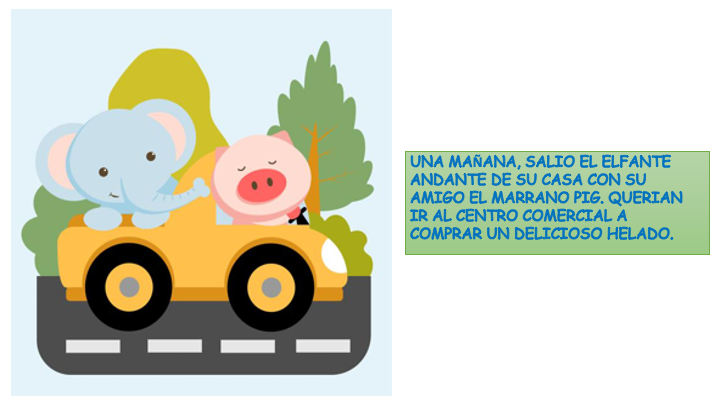 UNA MAÑANA, SALIO EL ELFANTE
ANDANTE DE SU CASA CON SU
AMIGO EL MARRANO PIG. QUERIAN
IR AL CENTRO COMERCIAL A
COMPRAR UN DELICIOSO HELADO.